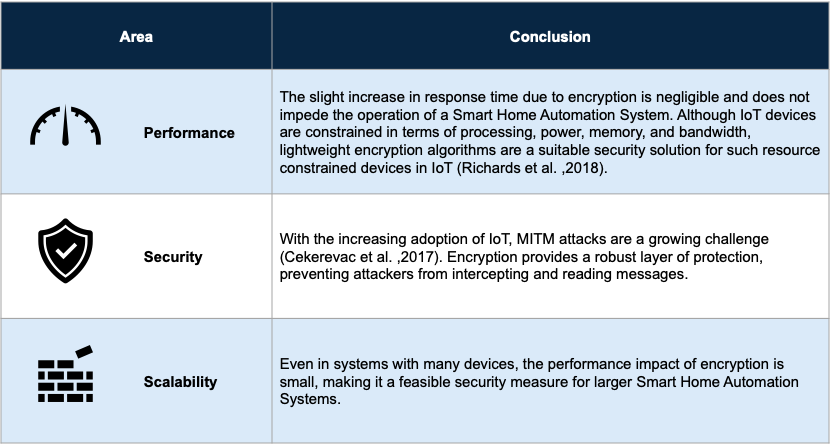 Area
Conclusion
Performance
The slight increase in response time due to encryption is negligible and does not
impede the operation of a Smart Home Automation System. Although IoT devices
are constrained in terms of processing, power, memory, and bandwidth,
lightweight encryption algorithms are a suitable security solution for such resource
constrained devices in IoT (Richards et al. ,2018).
Security
With the increasing adoption of IoT, MITM attacks are a growing challenge
(Cekerevac et al. ,2017). Encryption provides a robust layer of protection,
preventing attackers from intercepting and reading messages.
Scalability
Even in systems with many devices, the performance impact of encryption is
small, making it a feasible security measure for larger Smart Home Automation
Systems.